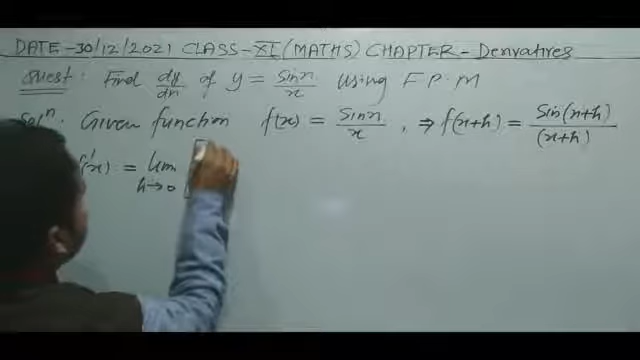 DATE-30/12/2021 CLASS-XI (MATHS) CHAPTER-Derivatives
Quest: Find dy/dx of y = Sinx/x using F.P.M
Solⁿ: Given function f(x) = Sinx/x, ⇒ f(x+h) = Sin(x+h)/(x+h)
f'(x) = lim h→0 [